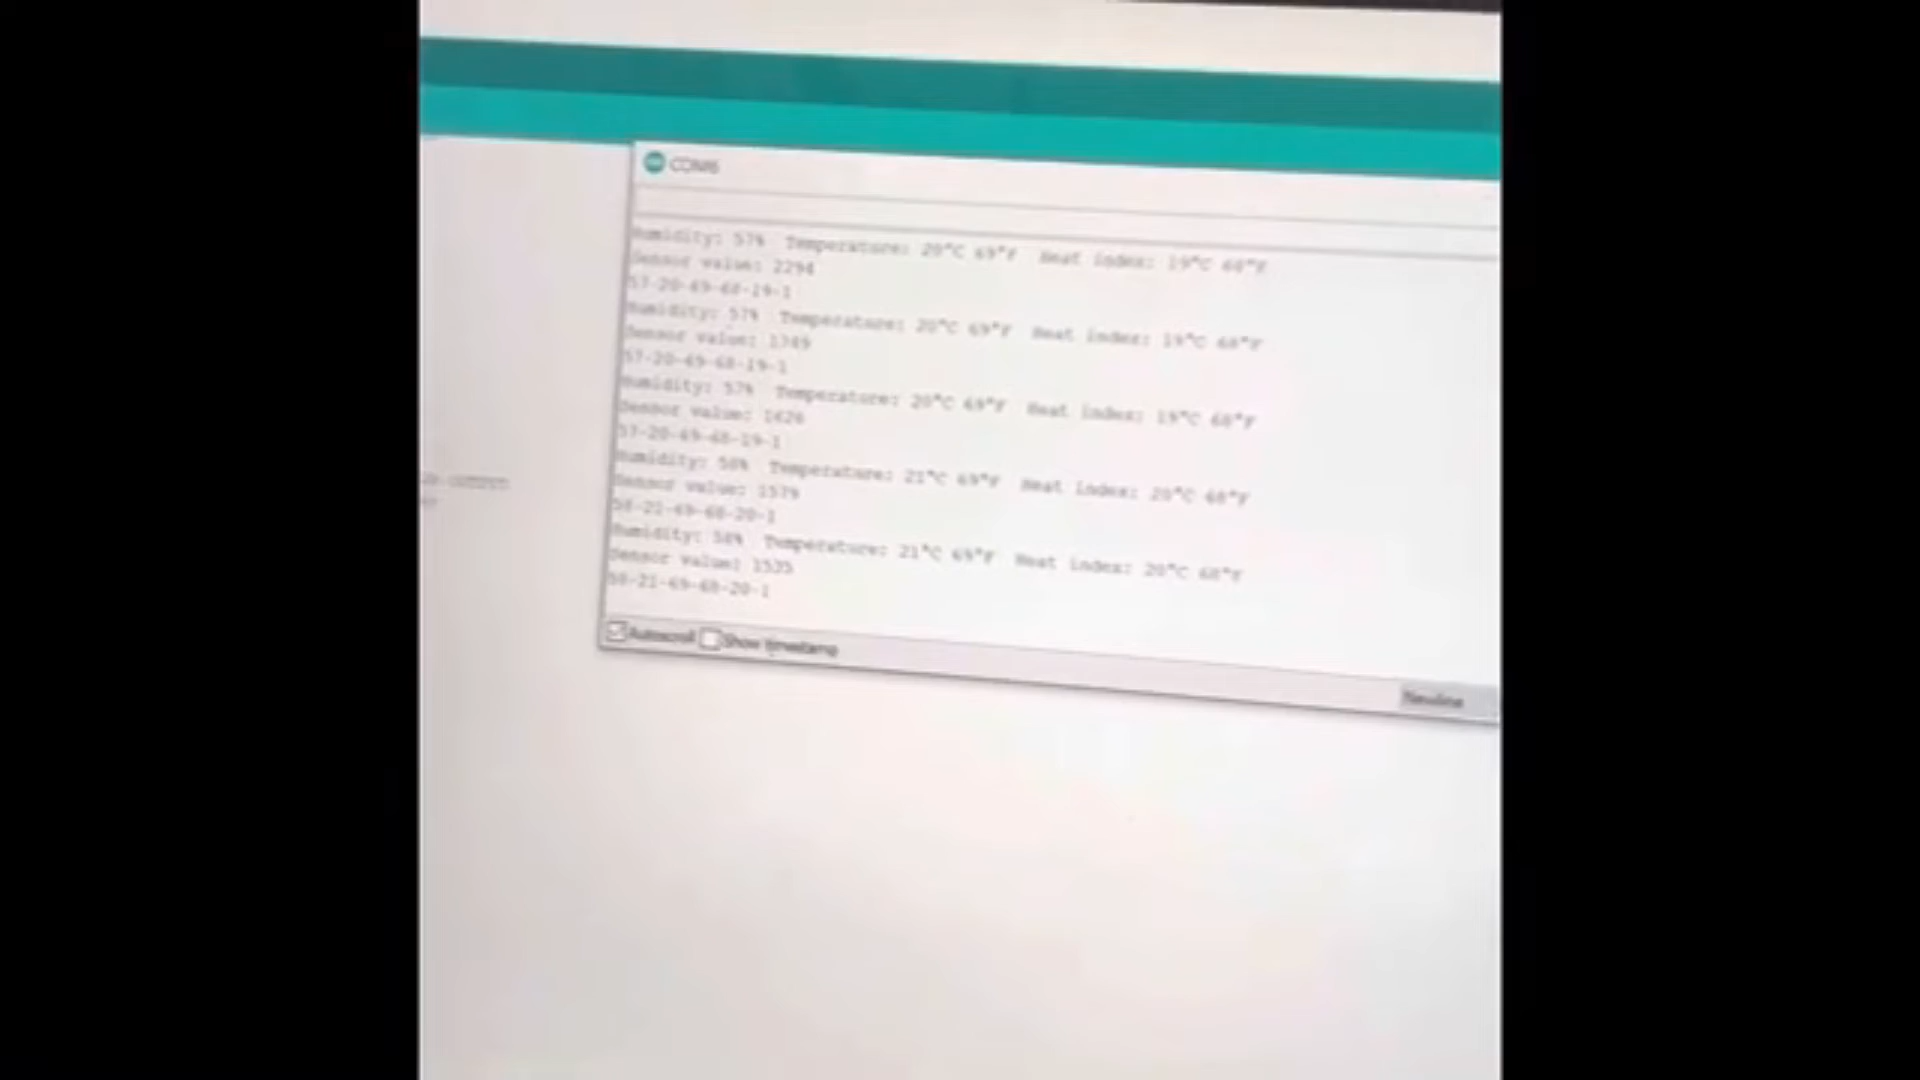 COM6
Humidity: 57%  Temperature: 20°C 69°F  Heat index: 19°C 68°F
Sensor value: 2294
57-20-69-68-19-1
Humidity: 57%  Temperature: 20°C 69°F  Heat index: 19°C 68°F
Sensor value: 1749
57-20-69-68-19-1
Humidity: 57%  Temperature: 20°C 69°F  Heat index: 19°C 68°F
Sensor value: 1626
57-20-69-68-19-1
Humidity: 58%  Temperature: 21°C 69°F  Heat index: 20°C 68°F
Sensor value: 1579
58-21-69-68-20-1
Humidity: 58%  Temperature: 21°C 69°F  Heat index: 20°C 68°F
Sensor value: 1535
58-21-69-68-20-1
Autoscroll Show timestamp
Newline